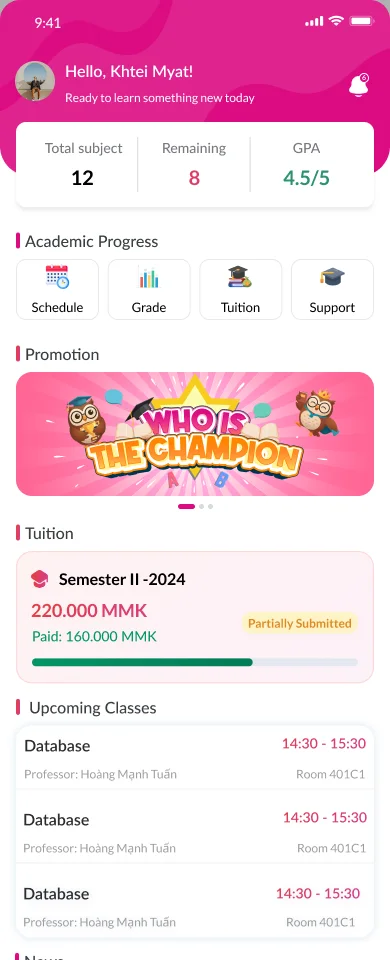 9:41
Hello, Khtei Myat!
Ready to learn something new today
6
Total subject Remaining GPA
12 8 4.5/5
Academic Progress
Schedule Grade Tuition Support
Promotion
WHO IS
THE CHAMPION
A B
Tuition
Semester II -2024
220.000 MMK
Partially Submitted
Paid: 160.000 MMK
Upcoming Classes
Database 14:30 - 15:30
Professor: Hoàng Mạnh Tuấn Room 401C1
Database 14:30 - 15:30
Professor: Hoàng Mạnh Tuấn Room 401C1
Database 14:30 - 15:30
Professor: Hoàng Mạnh Tuấn Room 401C1
News